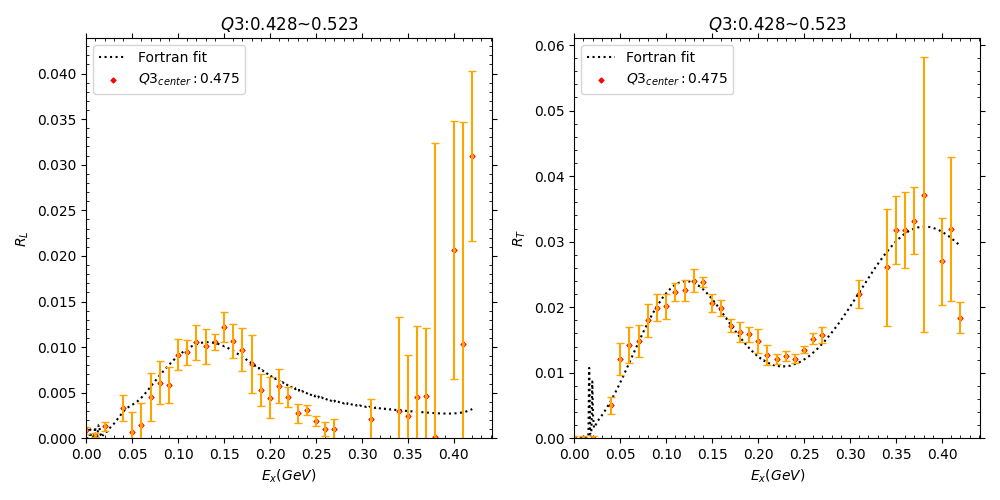 Q3:0.428~0.523
Fortran fit
Q3center: 0.475
0.040
0.035
0.030
0.025
0.020
0.015
0.010
0.005
0.000
R_L
0.00 0.05 0.10 0.15 0.20 0.25 0.30 0.35 0.40
E_x(GeV)
Q3:0.428~0.523
Fortran fit
Q3center: 0.475
0.06
0.05
0.04
0.03
0.02
0.01
0.00
R_T
0.00 0.05 0.10 0.15 0.20 0.25 0.30 0.35 0.40
E_x(GeV)